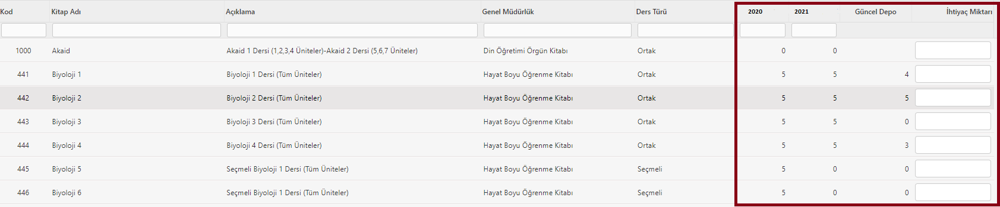 Kod Kitap Adı Açıklama Genel Müdürlük Ders Türü 2020 2021 Güncel Depo İhtiyaç Miktarı
1000 Akaid Akaid 1 Dersi (1,2,3,4 Üniteler)-Akaid 2 Dersi (5,6,7 Üniteler) Din Öğretimi Örgün Kitabı Ortak 0 0
441 Biyoloji 1 Biyoloji 1 Dersi (Tüm Üniteler) Hayat Boyu Öğrenme Kitabı Ortak 5 5 4
442 Biyoloji 2 Biyoloji 2 Dersi (Tüm Üniteler) Hayat Boyu Öğrenme Kitabı Ortak 5 5 5
443 Biyoloji 3 Biyoloji 3 Dersi (Tüm Üniteler) Hayat Boyu Öğrenme Kitabı Ortak 5 5 0
444 Biyoloji 4 Biyoloji 4 Dersi (Tüm Üniteler) Hayat Boyu Öğrenme Kitabı Ortak 5 5 3
445 Biyoloji 5 Seçmeli Biyoloji 1 Dersi (Tüm Üniteler) Hayat Boyu Öğrenme Kitabı Seçmeli 5 0 0
446 Biyoloji 6 Seçmeli Biyoloji 1 Dersi (Tüm Üniteler) Hayat Boyu Öğrenme Kitabı Seçmeli 5 0 0